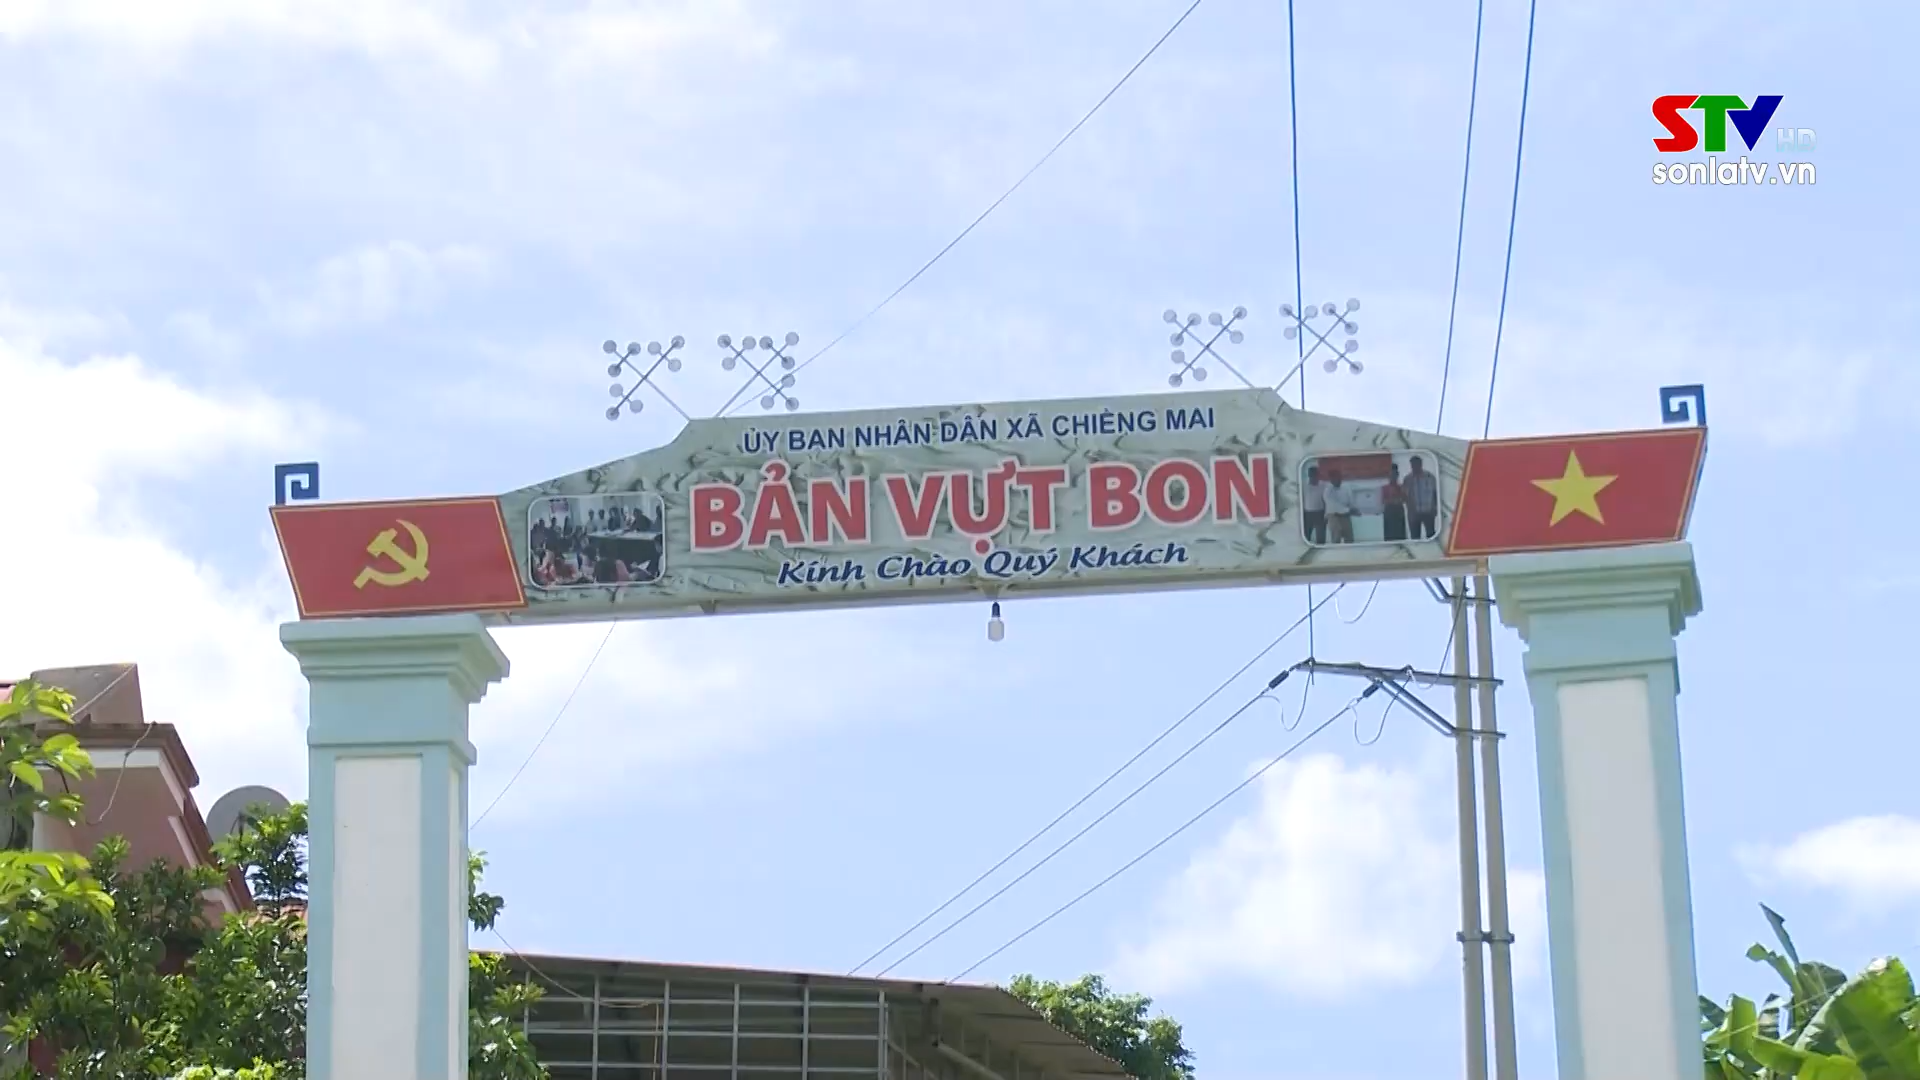 STV HD
sonlatv.vn
ỦY BAN NHÂN DÂN XÃ CHIỀNG MAI
BẢN VỰT BON
Kính Chào Quý Khách